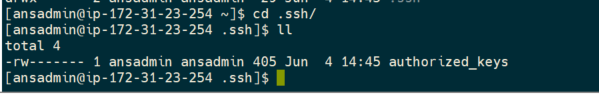 [ansadmin@ip-172-31-23-254 ~]$ cd .ssh/
[ansadmin@ip-172-31-23-254 .ssh]$ ll
total 4
-rw------- 1 ansadmin ansadmin 405 Jun  4 14:45 authorized_keys
[ansadmin@ip-172-31-23-254 .ssh]$